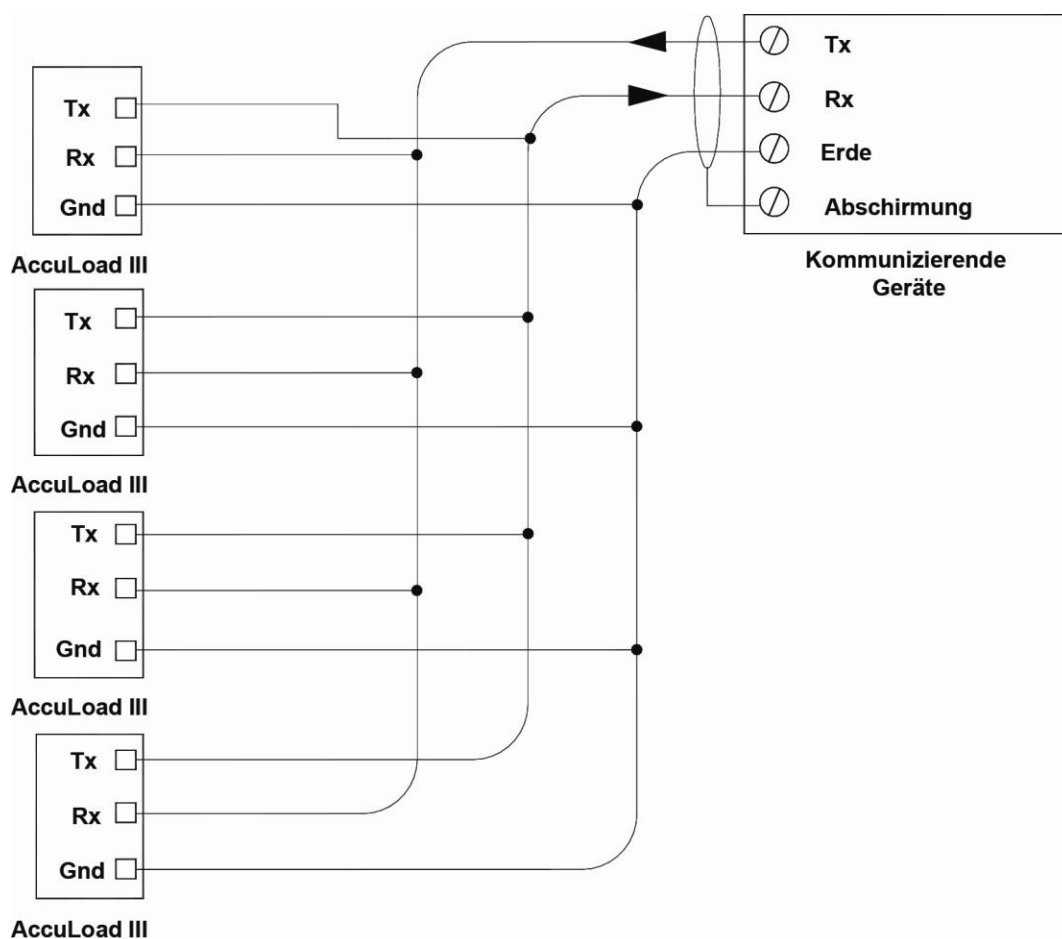 Tx
Rx
Gnd
AccuLoad III
Tx
Rx
Gnd
AccuLoad III
Tx
Rx
Gnd
AccuLoad III
Tx
Rx
Gnd
AccuLoad III
Tx
Rx
Erde
Abschirmung
Kommunizierende
Geräte